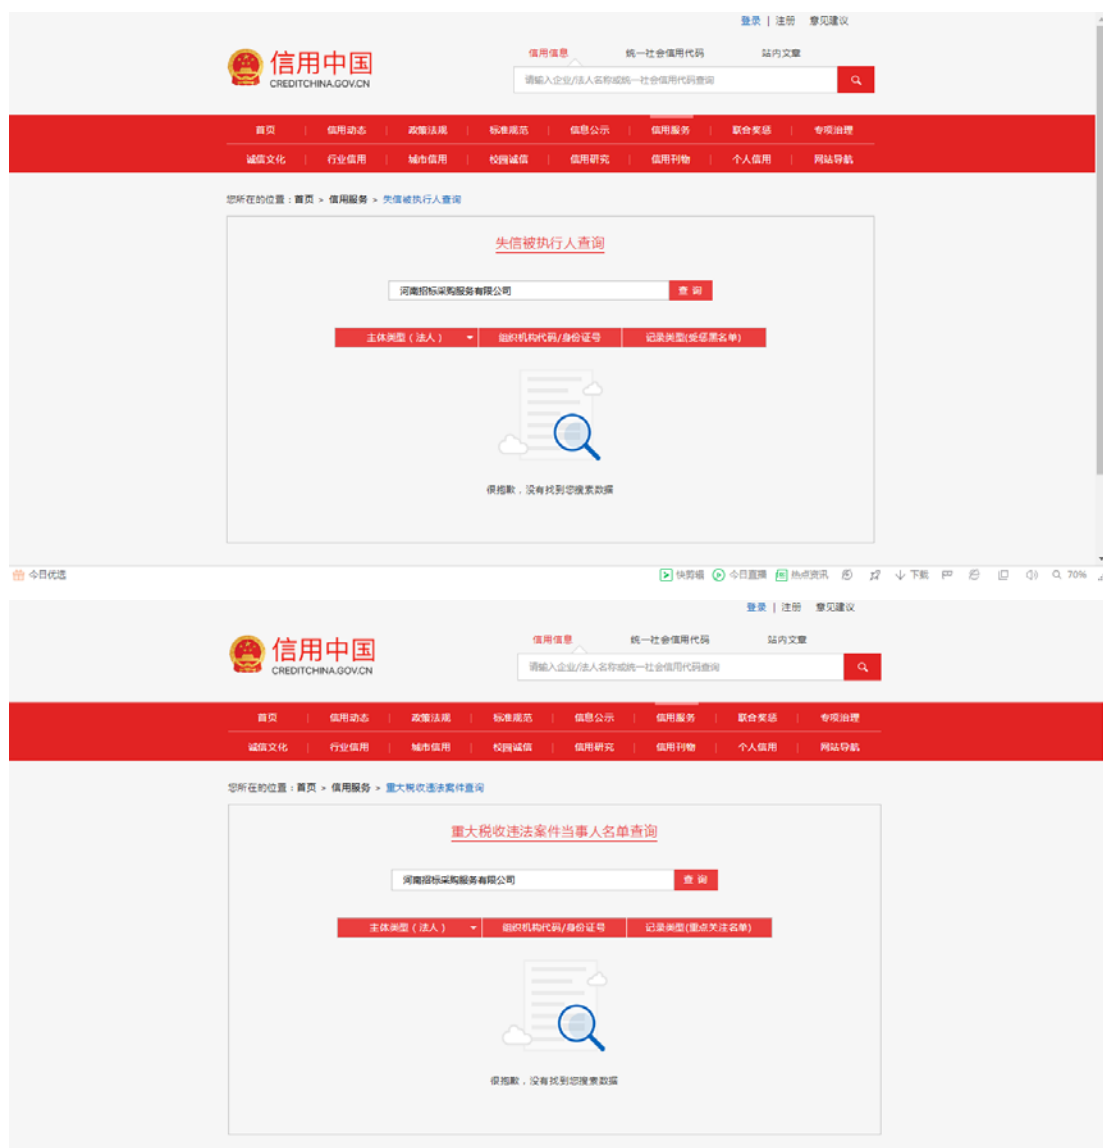 登录 | 注册 意见建议
信用中国
CREDITCHINA.GOV.CN
信用信息 统一社会信用代码 站内文章
请输入企业/法人名称或统一社会信用代码查询
首页 | 信用动态 | 政策法规 | 标准规范 | 信息公示 | 信用服务 | 联合奖惩 | 专项治理
诚信文化 | 行业信用 | 城市信用 | 校园诚信 | 信用研究 | 信用刊物 | 个人信用 | 网站导航
您所在的位置：首页 > 信用服务 > 失信被执行人查询
失信被执行人查询
河南招标采购服务有限公司 查 询
主体类型（法人） 组织机构代码/身份证号 记录类型(受惩黑名单)
很抱歉，没有找到您搜索数据
今日优选 快剪辑 今日直播 热点资讯 下载 70%
登录 | 注册 意见建议
信用中国
CREDITCHINA.GOV.CN
信用信息 统一社会信用代码 站内文章
请输入企业/法人名称或统一社会信用代码查询
首页 | 信用动态 | 政策法规 | 标准规范 | 信息公示 | 信用服务 | 联合奖惩 | 专项治理
诚信文化 | 行业信用 | 城市信用 | 校园诚信 | 信用研究 | 信用刊物 | 个人信用 | 网站导航
您所在的位置：首页 > 信用服务 > 重大税收违法案件查询
重大税收违法案件当事人名单查询
河南招标采购服务有限公司 查 询
主体类型（法人） 组织机构代码/身份证号 记录类型(重点关注名单)
很抱歉，没有找到您搜索数据